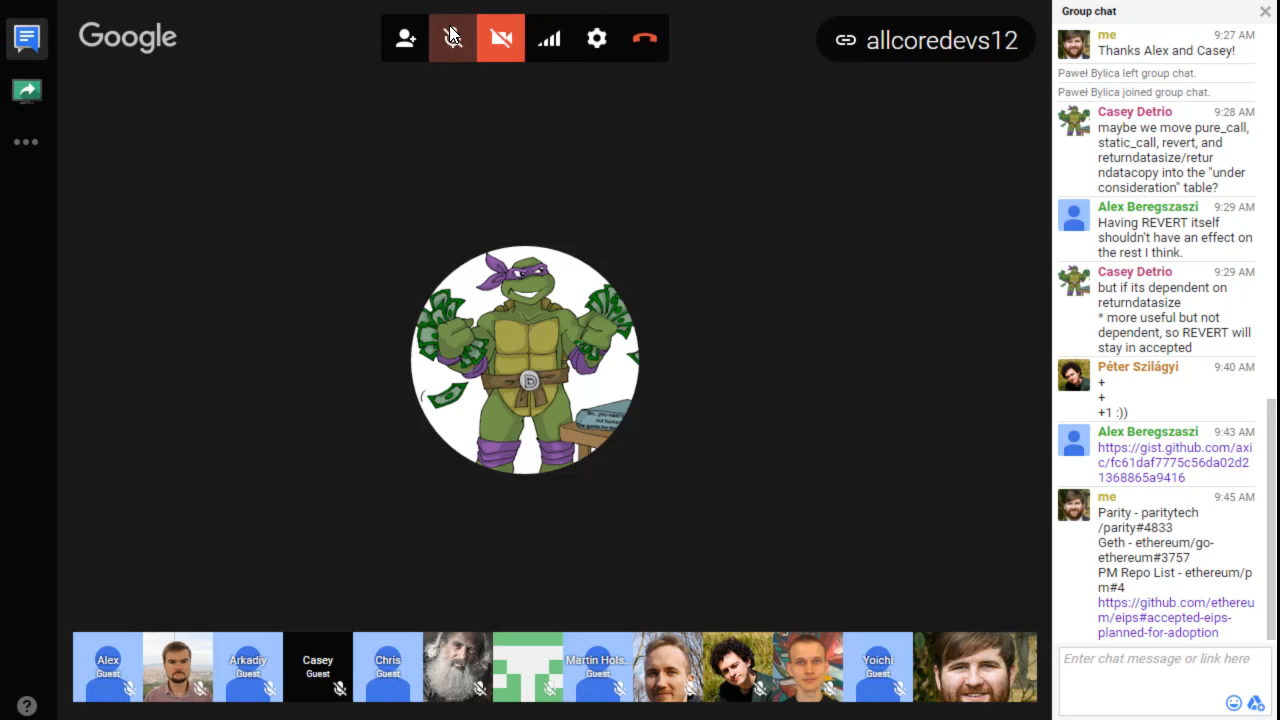 Google
allcoredevs12
Group chat
me 9:27 AM
Thanks Alex and Casey!
Paweł Bylica left group chat.
Paweł Bylica joined group chat.
Casey Detrio 9:28 AM
maybe we move pure_call,
static_call, revert, and
returndatasize/retur
ndatacopy into the "under
consideration" table?
Alex Beregszaszi 9:29 AM
Having REVERT itself
shouldn't have an effect on
the rest I think.
Casey Detrio 9:29 AM
but if its dependent on
returndatasize
* more useful but not
dependent, so REVERT will
stay in accepted
Péter Szilágyi 9:40 AM
+
+
+1 :))
Alex Beregszaszi 9:43 AM
https://gist.github.com/axi
c/fc61daf7775c56da02d2
1368865a9416
me 9:45 AM
Parity - paritytech
/parity#4833
Geth - ethereum/go-
ethereum#3757
PM Repo List - ethereum/p
m#4
https://github.com/ethereu
m/eips#accepted-eips-
planned-for-adoption
Enter chat message or link here
Alex
Guest
Arkadiy
Guest
Casey
Guest
Chris
Guest
Martin Hols...
Guest
Yoichi
Guest